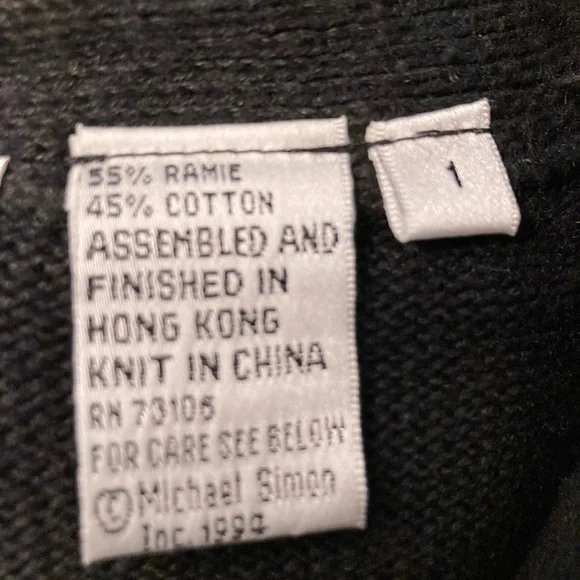 55% RAMIE
45% COTTON
ASSEMBLED AND
FINISHED IN
HONG KONG
KNIT IN CHINA
RN 73105
FOR CARE SEE BELOW
© Michael Simon
Inc. 1994
1